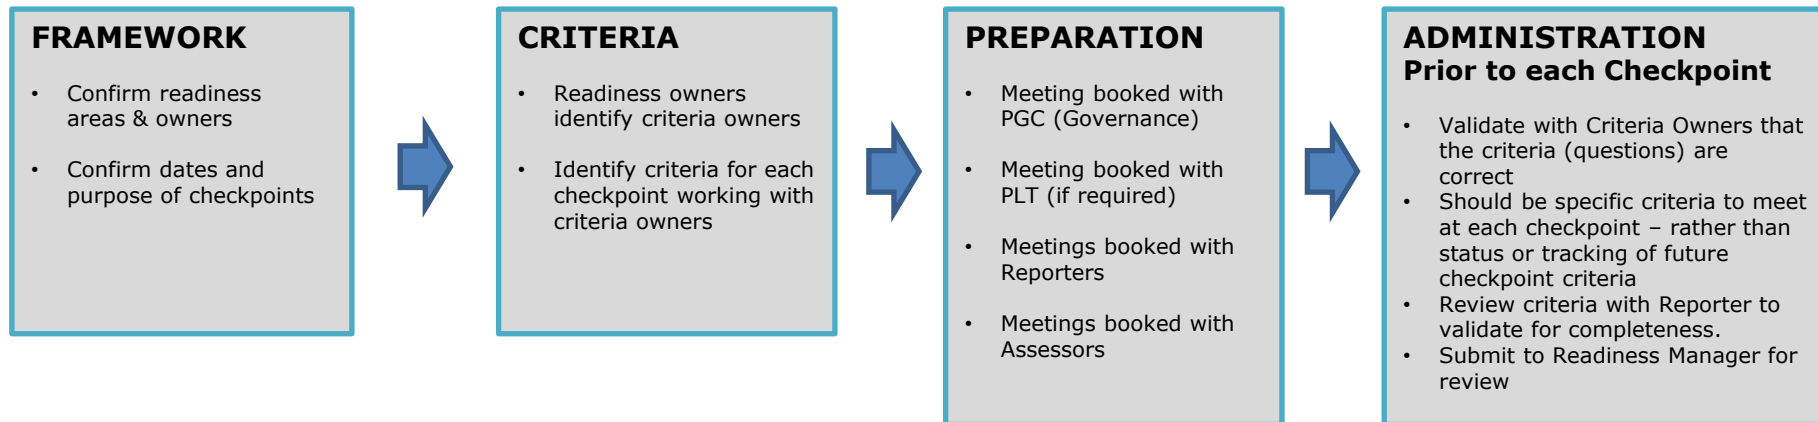 FRAMEWORK
• Confirm readiness
areas & owners
• Confirm dates and
purpose of checkpoints
CRITERIA
• Readiness owners
identify criteria owners
• Identify criteria for each
checkpoint working with
criteria owners
PREPARATION
• Meeting booked with
PGC (Governance)
• Meeting booked with
PLT (if required)
• Meetings booked with
Reporters
• Meetings booked with
Assessors
ADMINISTRATION
Prior to each Checkpoint
• Validate with Criteria Owners that
the criteria (questions) are
correct
• Should be specific criteria to meet
at each checkpoint – rather than
status or tracking of future
checkpoint criteria
• Review criteria with Reporter to
validate for completeness.
• Submit to Readiness Manager for
review